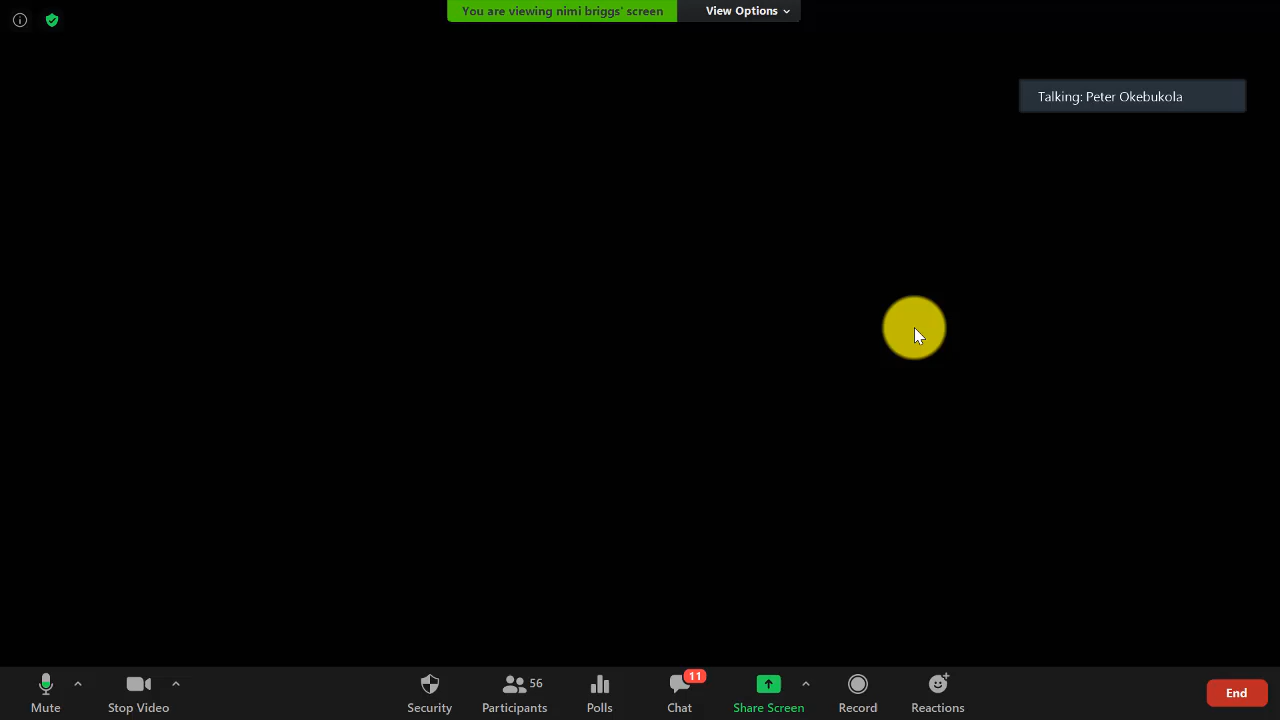 You are viewing nimi briggs' screen
View Options
Talking: Peter Okebukola
56
11
Mute
Stop Video
Security
Participants
Polls
Chat
Share Screen
Record
Reactions
End